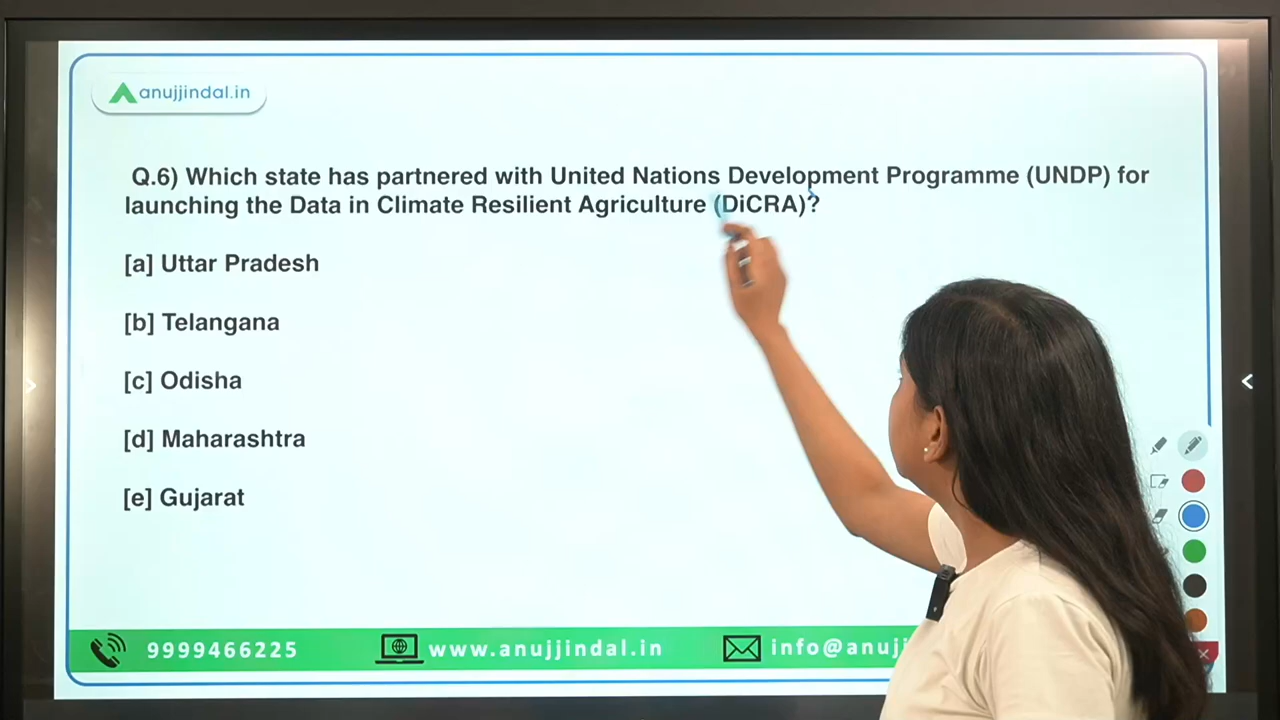 anujjindal.in
Q.6) Which state has partnered with United Nations Development Programme (UNDP) for
launching the Data in Climate Resilient Agriculture (DiCRA)?
[a] Uttar Pradesh
[b] Telangana
[c] Odisha
[d] Maharashtra
[e] Gujarat
9999466225
www.anujjindal.in
info@anuj